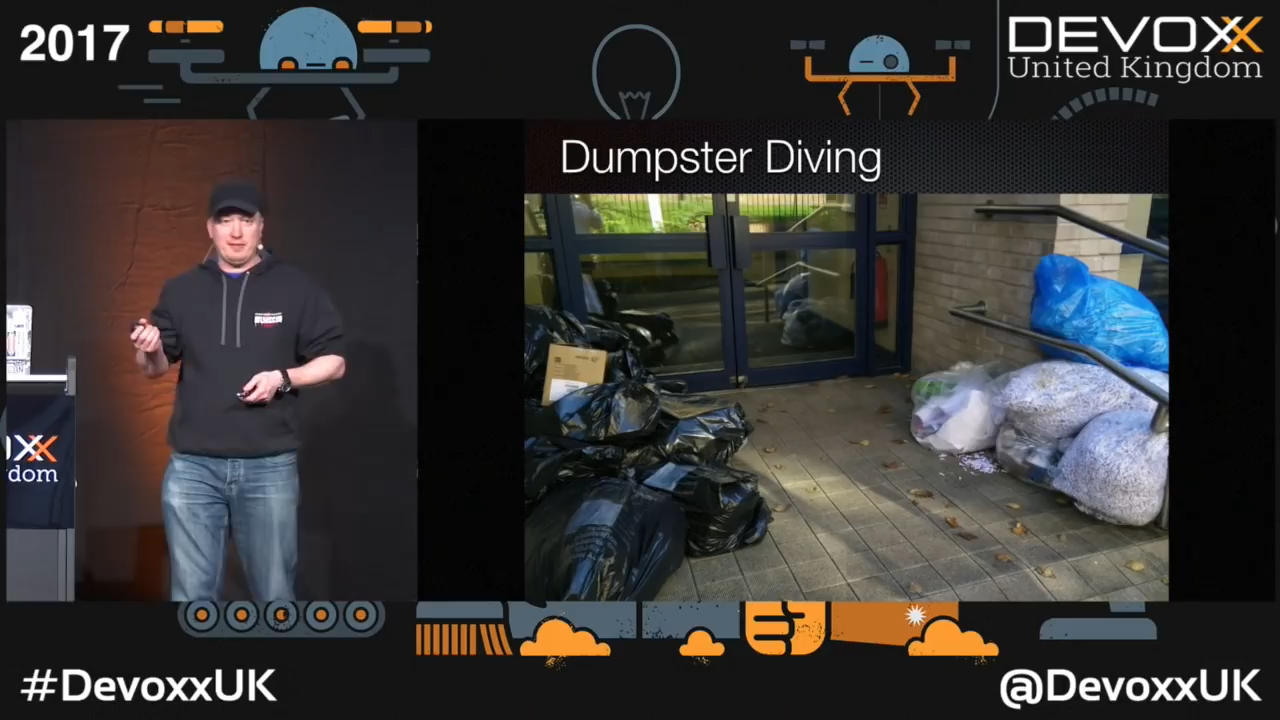 2017
DEVOXX
United Kingdom
Dumpster Diving
XX
dom
#DevoxxUK
@DevoxxUK